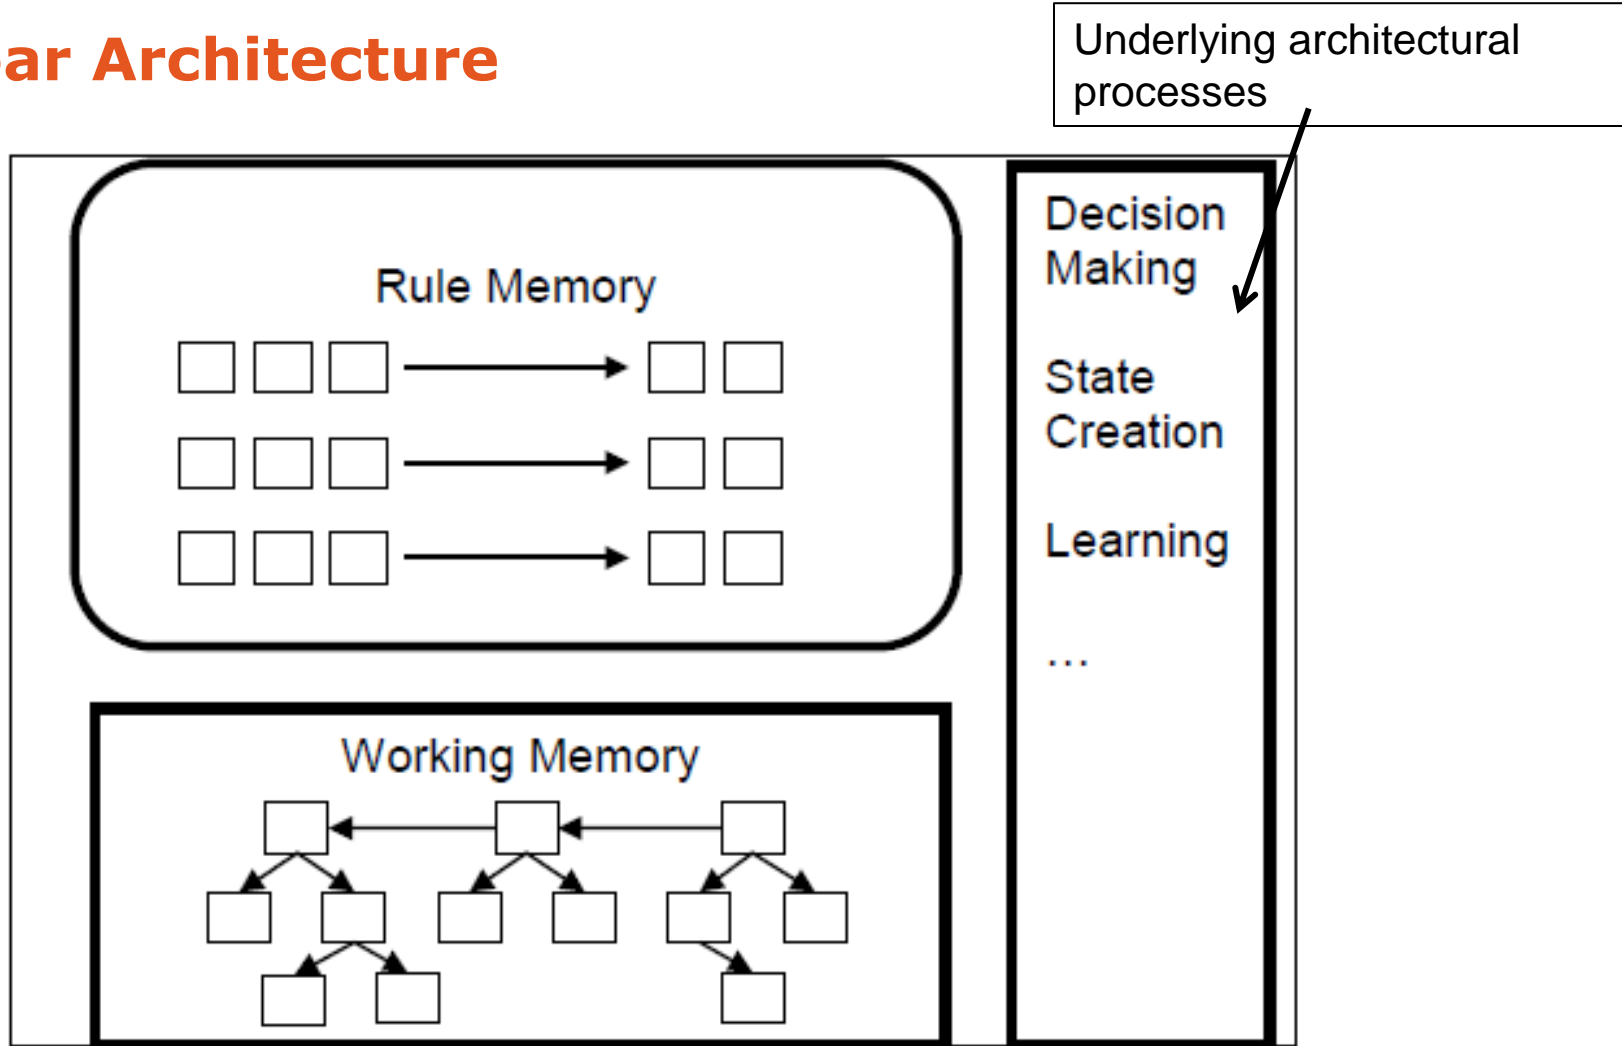 ar Architecture
Underlying architectural
processes
Rule Memory
Decision
Making
State
Creation
Learning
...
Working Memory